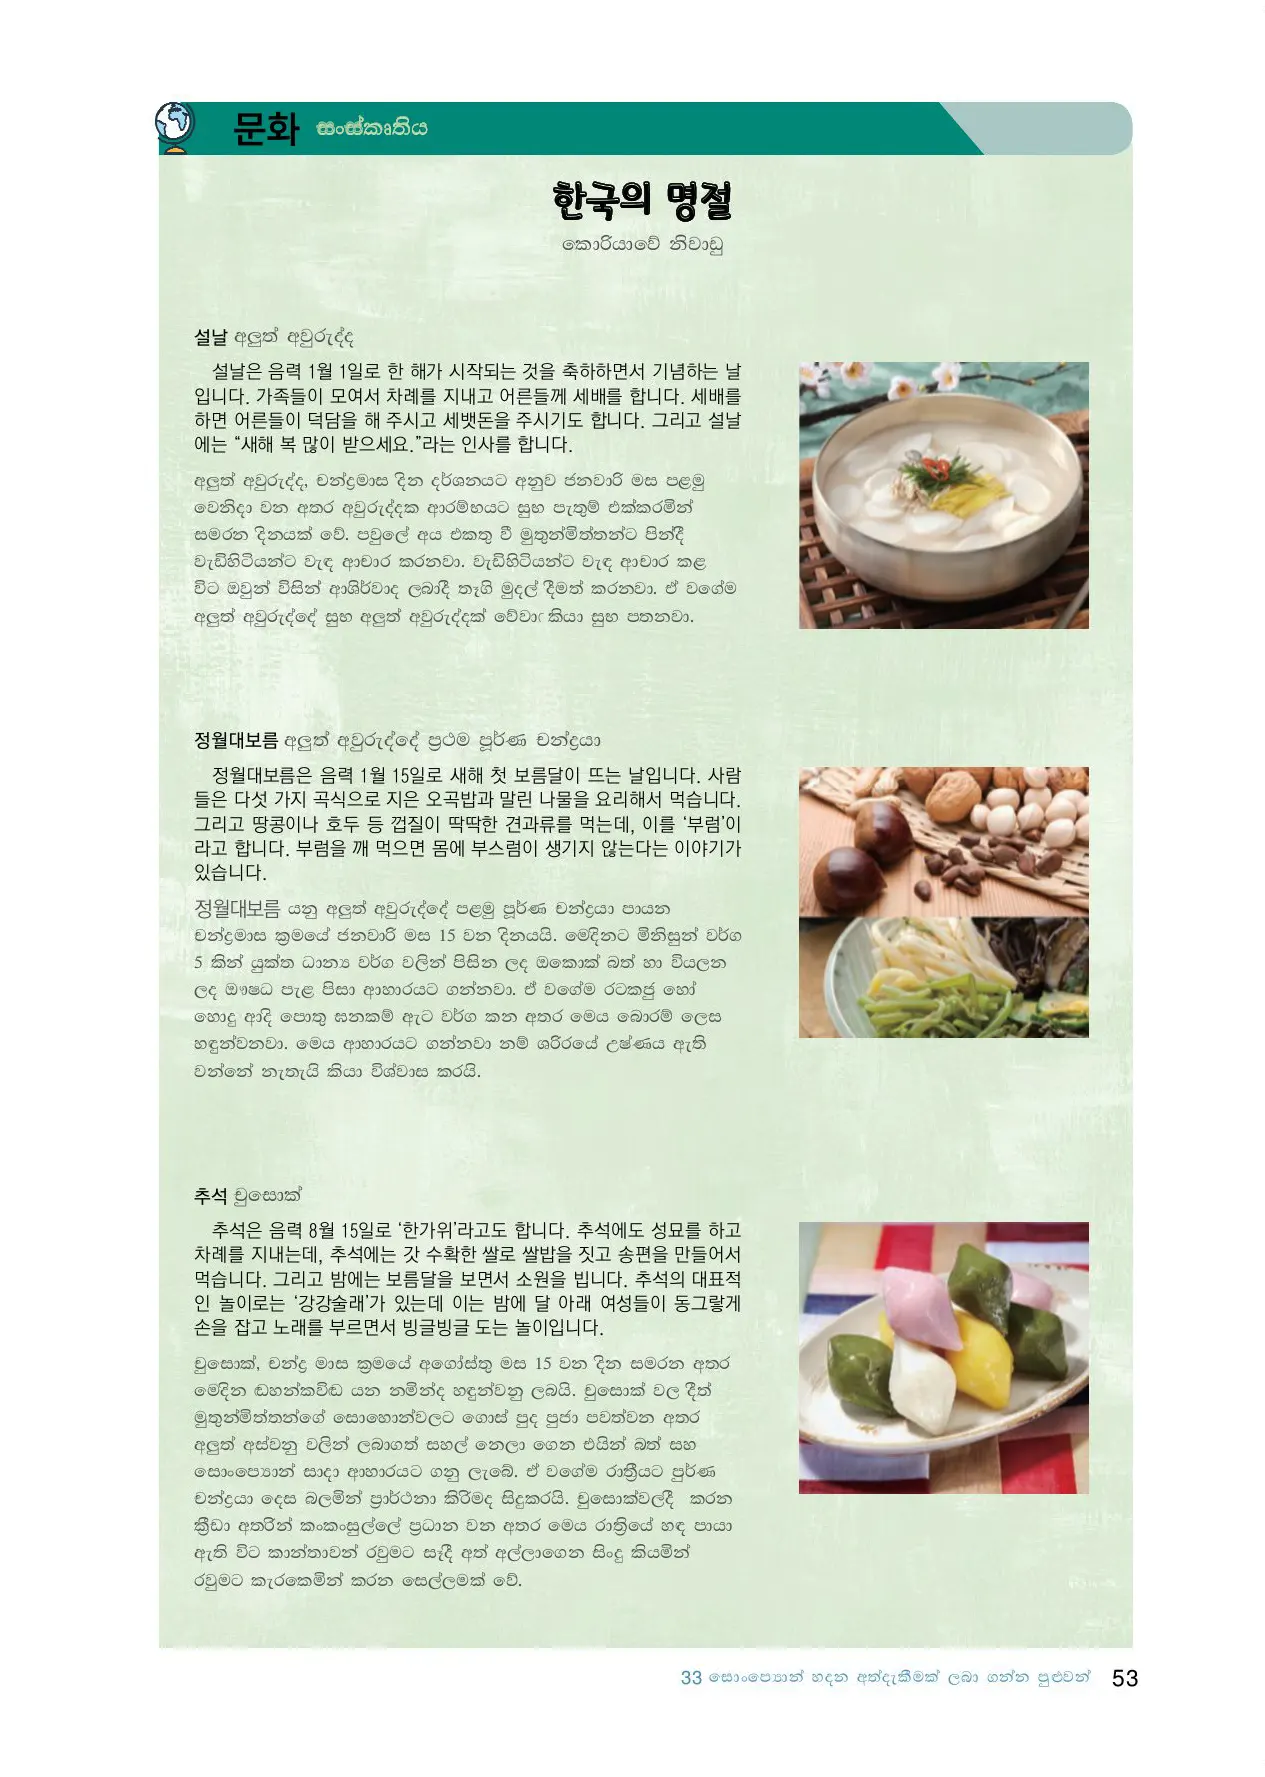 문화 සංස්කෘතිය
한국의 명절
කොරියාවේ නිවාඩු
설날 අලුත් අවුරුද්ද
설날은 음력 1월 1일로 한 해가 시작되는 것을 축하하면서 기념하는 날
입니다. 가족들이 모여서 차례를 지내고 어른들께 세배를 합니다. 세배를
하면 어른들이 덕담을 해 주시고 세뱃돈을 주시기도 합니다. 그리고 설날
에는 “새해 복 많이 받으세요.”라는 인사를 합니다.
අලුත් අවුරුද්ද, චන්ද්‍රමාස දින දර්ශනයට අනුව ජනවාරි මස පළමු
වෙනිදා වන අතර අවුරුද්දක ආරම්භයට සුභ පැතුම් එක්කරමින්
සමරන දිනයක් වේ. පවුලේ අය එකතු වී මුතුන්මිත්තන්ට පින්දී
වැඩිහිටියන්ට වැඳ ආචාර කරනවා. වැඩිහිටියන්ට වැඳ ආචාර කළ
විට ඔවුන් විසින් ආශිර්වාද ලබාදී තෑගි මුදල් දීමත් කරනවා. ඒ වගේම
අලුත් අවුරුද්දේ සුභ අලුත් අවුරුද්දක් වේවා‘ කියා සුභ පතනවා.
정월대보름 අලුත් අවුරුද්දේ ප්‍රථම පූර්ණ චන්ද්‍රයා
정월대보름은 음력 1월 15일로 새해 첫 보름달이 뜨는 날입니다. 사람
들은 다섯 가지 곡식으로 지은 오곡밥과 말린 나물을 요리해서 먹습니다.
그리고 땅콩이나 호두 등 껍질이 딱딱한 견과류를 먹는데, 이를 ‘부럼’이
라고 합니다. 부럼을 깨 먹으면 몸에 부스럼이 생기지 않는다는 이야기가
있습니다.
정월대보름 යනු අලුත් අවුරුද්දේ පළමු පූර්ණ චන්ද්‍රයා පායන
චන්ද්‍රමාස ක්‍රමයේ ජනවාරි මස 15 වන දිනයයි. මෙදිනට මිනිසුන් වර්ග
5 කින් යුක්ත ධාන්‍ය වර්ග වලින් පිසින ලද ඔකොක් බත් හා වියලන
ලද ඖෂධ පැළ පිසා ආහාරයට ගන්නවා. ඒ වගේම රටකජු හෝ
හොදු ආදි පොතු ඝනකම් ඇට වර්ග කන අතර මෙය බොරම් ලෙස
හඳුන්වනවා. මෙය ආහාරයට ගන්නවා නම් ශරිරයේ උෂ්ණය ඇති
වන්නේ නැතැයි කියා විශ්වාස කරයි.
추석 චුසොක්
추석은 음력 8월 15일로 ‘한가위’라고도 합니다. 추석에도 성묘를 하고
차례를 지내는데, 추석에는 갓 수확한 쌀로 쌀밥을 짓고 송편을 만들어서
먹습니다. 그리고 밤에는 보름달을 보면서 소원을 빕니다. 추석의 대표적
인 놀이로는 ‘강강술래’가 있는데 이는 밤에 달 아래 여성들이 동그랗게
손을 잡고 노래를 부르면서 빙글빙글 도는 놀이입니다.
චුසොක්, චන්ද්‍ර මාස ක්‍රමයේ අගෝස්තු මස 15 වන දින සමරන අතර
මෙදින ඬහන්කවිඬ යන නමින්ද හඳුන්වනු ලබයි. චුසොක් වල දීත්
මුතුන්මිත්තන්ගේ සොහොන්වලට ගොස් පුද පුජා පවත්වන අතර
අලුත් අස්වනු වලින් ලබාගත් සහල් නෙලා ගෙන එයින් බත් සහ
සොංප්‍යොන් සාදා ආහාරයට ගනු ලැබේ. ඒ වගේම රාත්‍රීයට පුර්ණ
චන්ද්‍රයා දෙස බලමින් ප්‍රාර්ථනා කිරිමද සිදුකරයි. චුසොක්වලදී කරන
ක්‍රීඩා අතරින් කංකංසුල්ලේ ප්‍රධාන වන අතර මෙය රාත්‍රියේ හඳ පායා
ඇති විට කාන්තාවන් රවුමට සෑදී අත් අල්ලාගෙන සිංදු කියමින්
රවුමට කැරකෙමින් කරන සෙල්ලමක් වේ.
33 සොංප්‍යොන් හදන අත්දැකීමක් ලබා ගන්න පුළුවන් 53